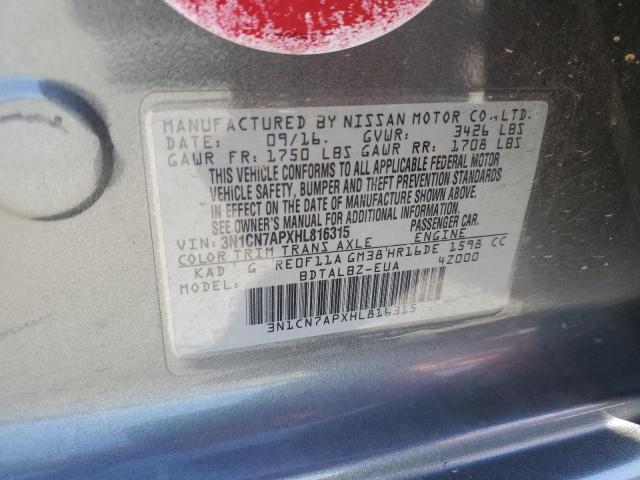 MANUFACTURED BY NISSAN MOTOR CO.,LTD.
DATE: 09/16. GVWR: 3426 LBS
GAWR FR: 1750 LBS GAWR RR: 1708 LBS
THIS VEHICLE CONFORMS TO ALL APPLICABLE FEDERAL MOTOR
VEHICLE SAFETY, BUMPER AND THEFT PREVENTION STANDARDS
IN EFFECT ON THE DATE OF MANUFACTURE SHOWN ABOVE.
SEE OWNER'S MANUAL FOR ADDITIONAL INFORMATION.
VIN: 3N1CN7APXHL816315 PASSENGER CAR.
COLOR TRIM TRANS AXLE ENGINE
KAD G RE0F11A GM38 HR16DE 1598 CC
MODEL: BDTALBZ-EUA 4Z000
3N1CN7APXHL816315